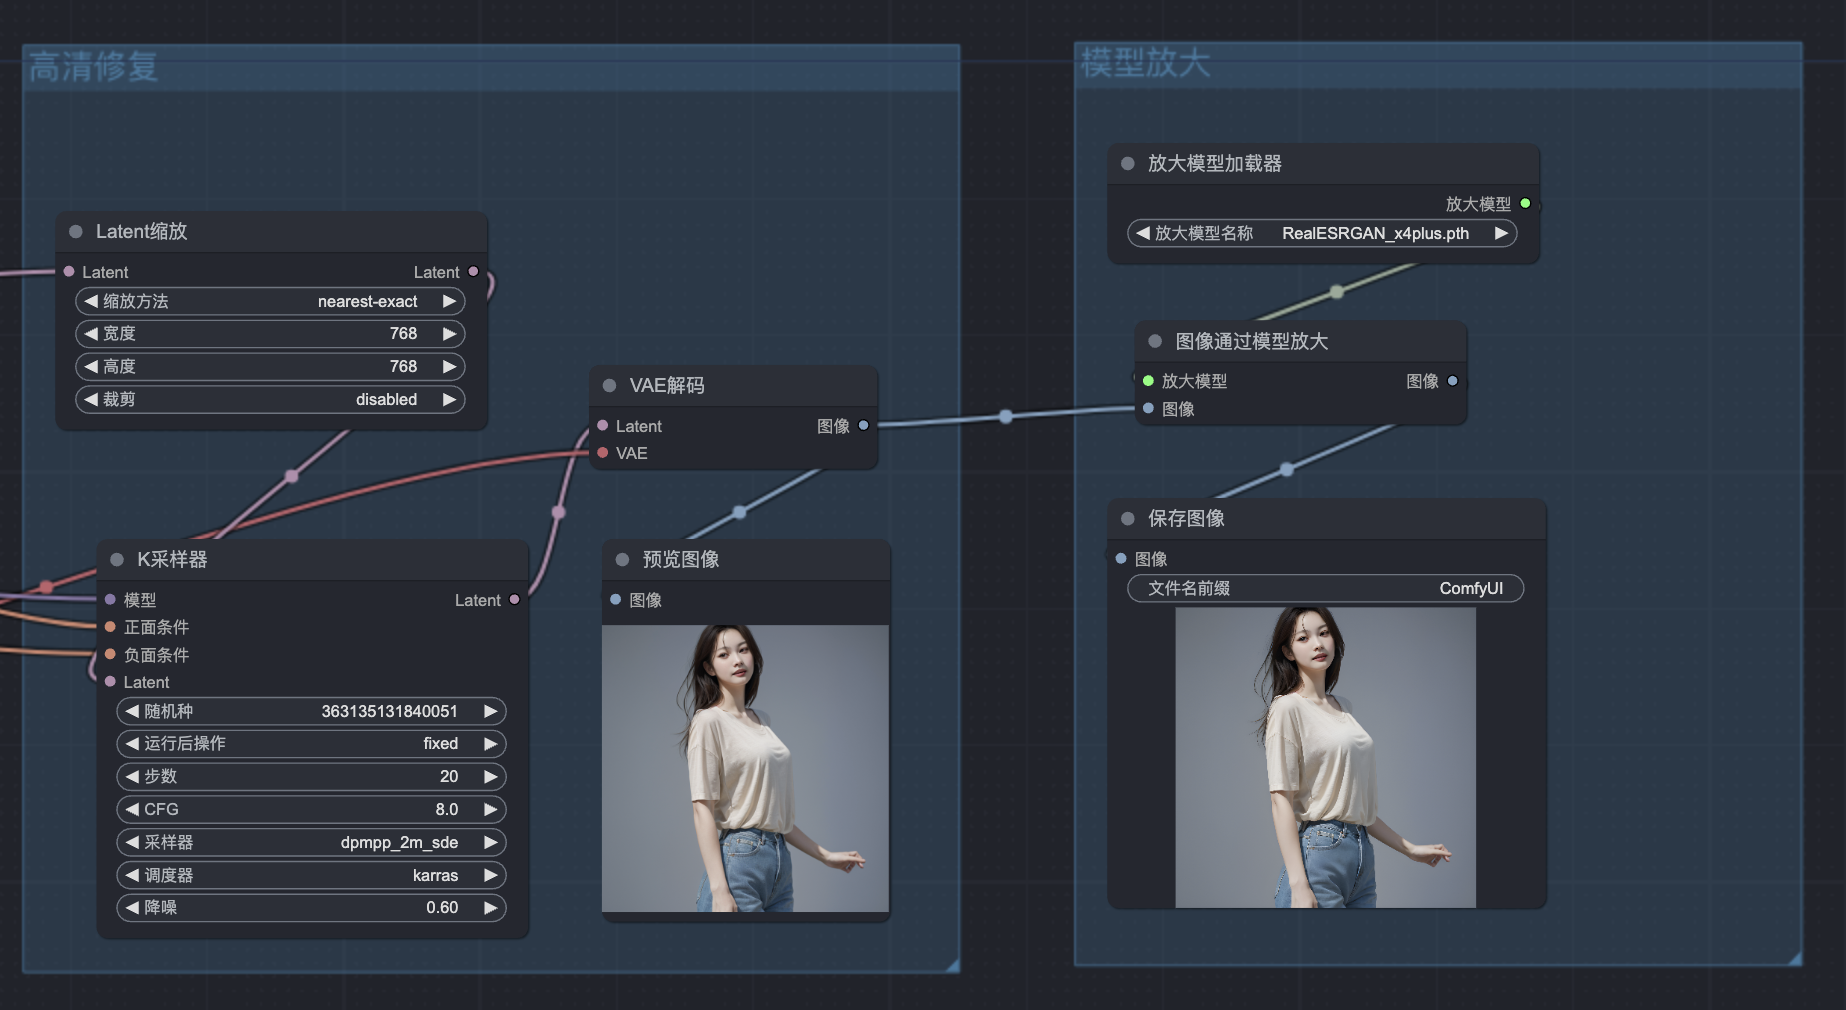 高清修复
Latent缩放
Latent Latent
缩放方法 nearest-exact
宽度 768
高度 768
裁剪 disabled
K采样器
模型 Latent
正面条件
负面条件
Latent
随机种 363135131840051
运行后操作 fixed
步数 20
CFG 8.0
采样器 dpmpp_2m_sde
调度器 karras
降噪 0.60
VAE解码
Latent 图像
VAE
预览图像
图像
模型放大
放大模型加载器
放大模型
放大模型名称 RealESRGAN_x4plus.pth
图像通过模型放大
放大模型 图像
图像
保存图像
图像
文件名前缀 ComfyUI